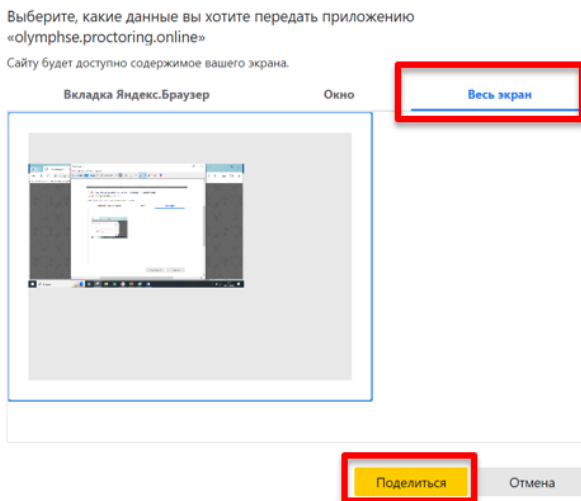 Выберите, какие данные вы хотите передать приложению
«olymphse.proctoring.online»
Сайту будет доступно содержимое вашего экрана.
Вкладка Яндекс.Браузер Окно Весь экран
Поделиться Отмена